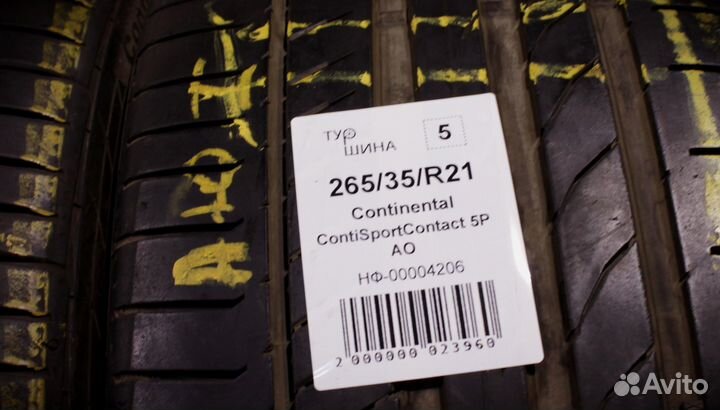 ТУР
ШИНА
5
265/35/R21
Continental
ContiSportContact 5P
AO
НФ-00004206
2 000000 023960
Avito